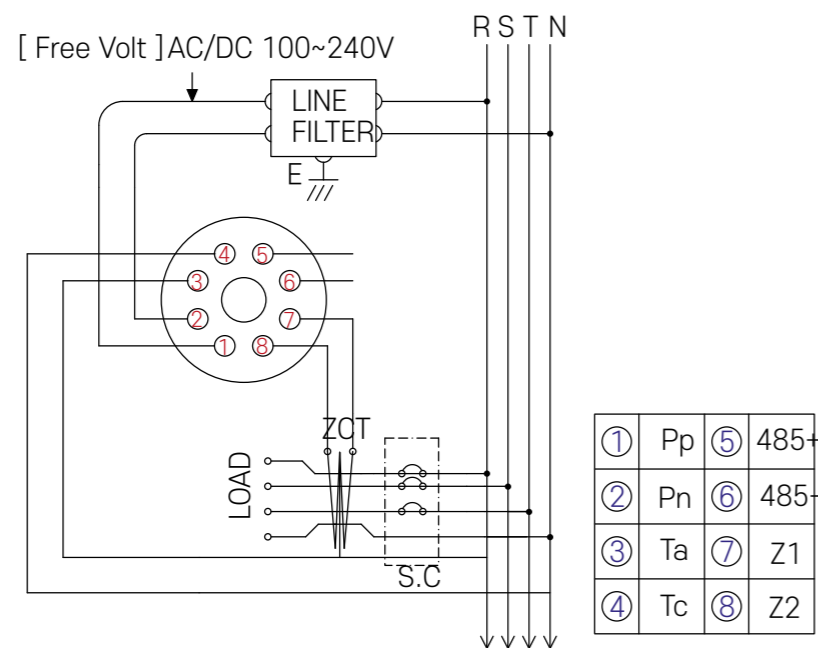 R S T N
[ Free Volt ]AC/DC 100~240V
LINE
FILTER
E
4 5
3 6
2 7
1 8
ZCT
LOAD
S.C
① Pp ⑤ 485+
② Pn ⑥ 485-
③ Ta ⑦ Z1
④ Tc ⑧ Z2